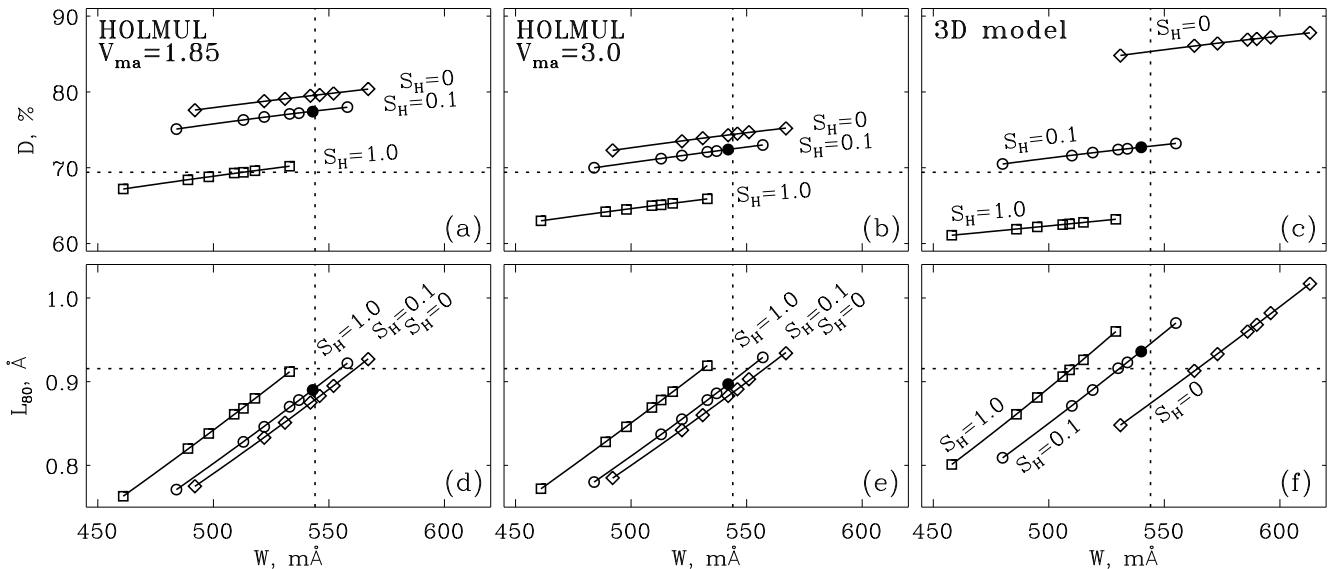 90
80
70
60
D, %
HOLMUL
V_ma=1.85
S_H=0
S_H=0.1
S_H=1.0
(a)
HOLMUL
V_ma=3.0
S_H=0
S_H=0.1
S_H=1.0
(b)
3D model
S_H=0
S_H=0.1
S_H=1.0
(c)
1.0
0.9
0.8
L_80, Å
S_H=1.0
S_H=0.1
S_H=0
(d)
S_H=1.0
S_H=0.1
S_H=0
(e)
S_H=1.0
S_H=0.1
S_H=0
(f)
450 500 550 600
450 500 550 600
450 500 550 600
W, mÅ
W, mÅ
W, mÅ